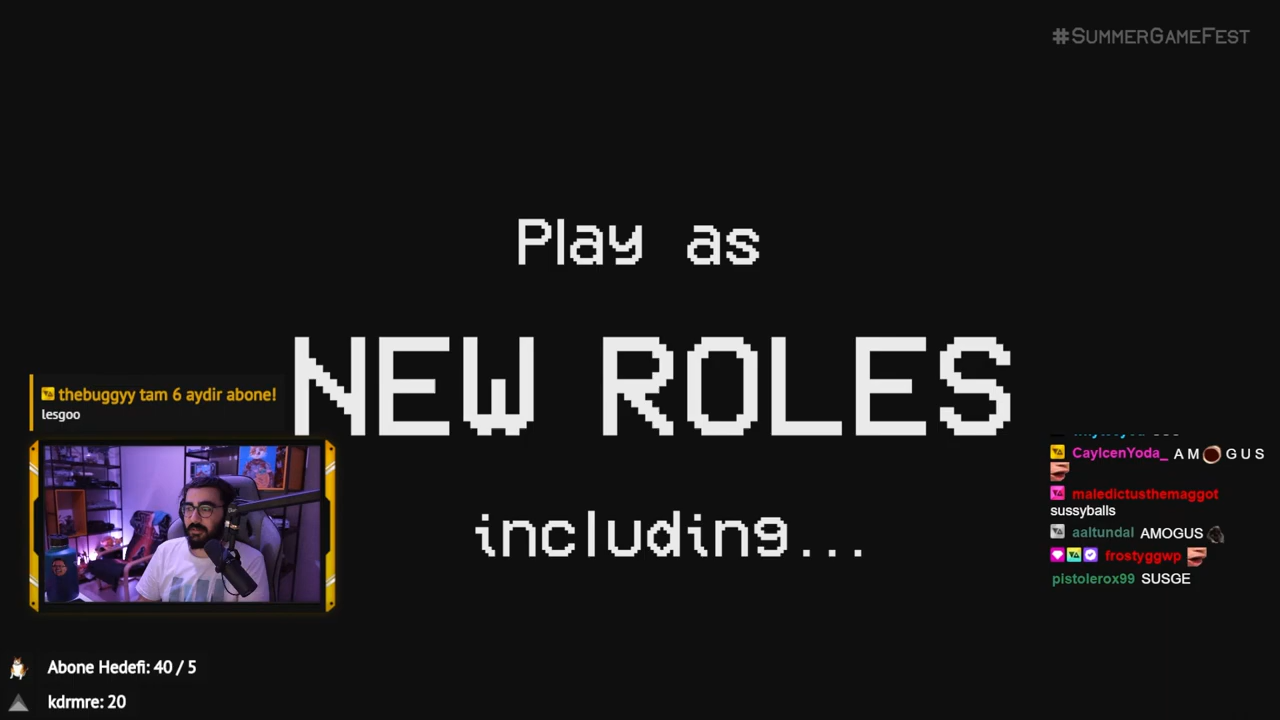 #SUMMERGAMEFEST
Play as
NEW ROLES
including...
thebuggyy tam 6 aydir abone!
lesgoo
CaylcenYoda_ A M G U S
maledictusthemaggot
sussyballs
aaltundal AMOGUS
frostyggwp
pistolerox99 SUSGE
Abone Hedefi: 40 / 5
kdrmre: 20